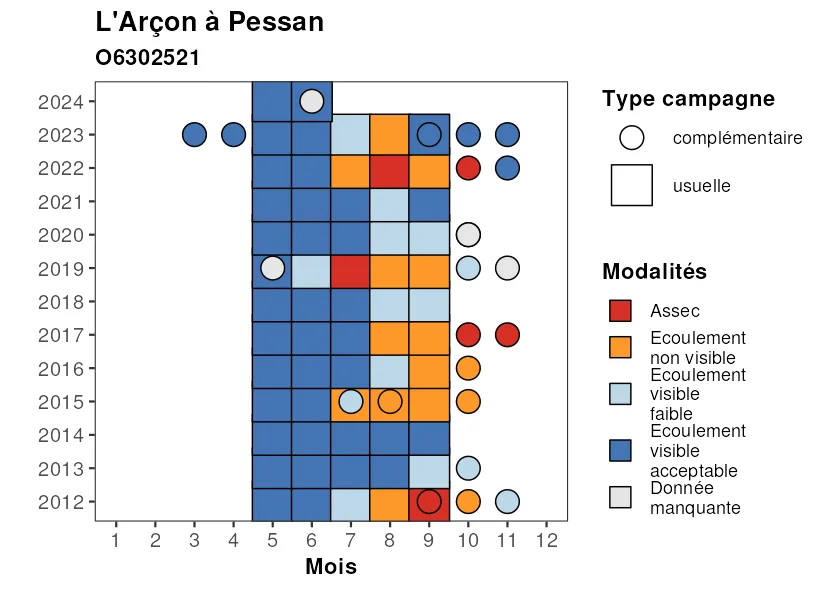 L'Arçon à Pessan
O6302521
2024
2023
2022
2021
2020
2019
2018
2017
2016
2015
2014
2013
2012
1 2 3 4 5 6 7 8 9 10 11 12
Mois
Type campagne
complémentaire
usuelle
Modalités
Assec
Ecoulement
non visible
Ecoulement
visible
faible
Ecoulement
visible
acceptable
Donnée
manquante